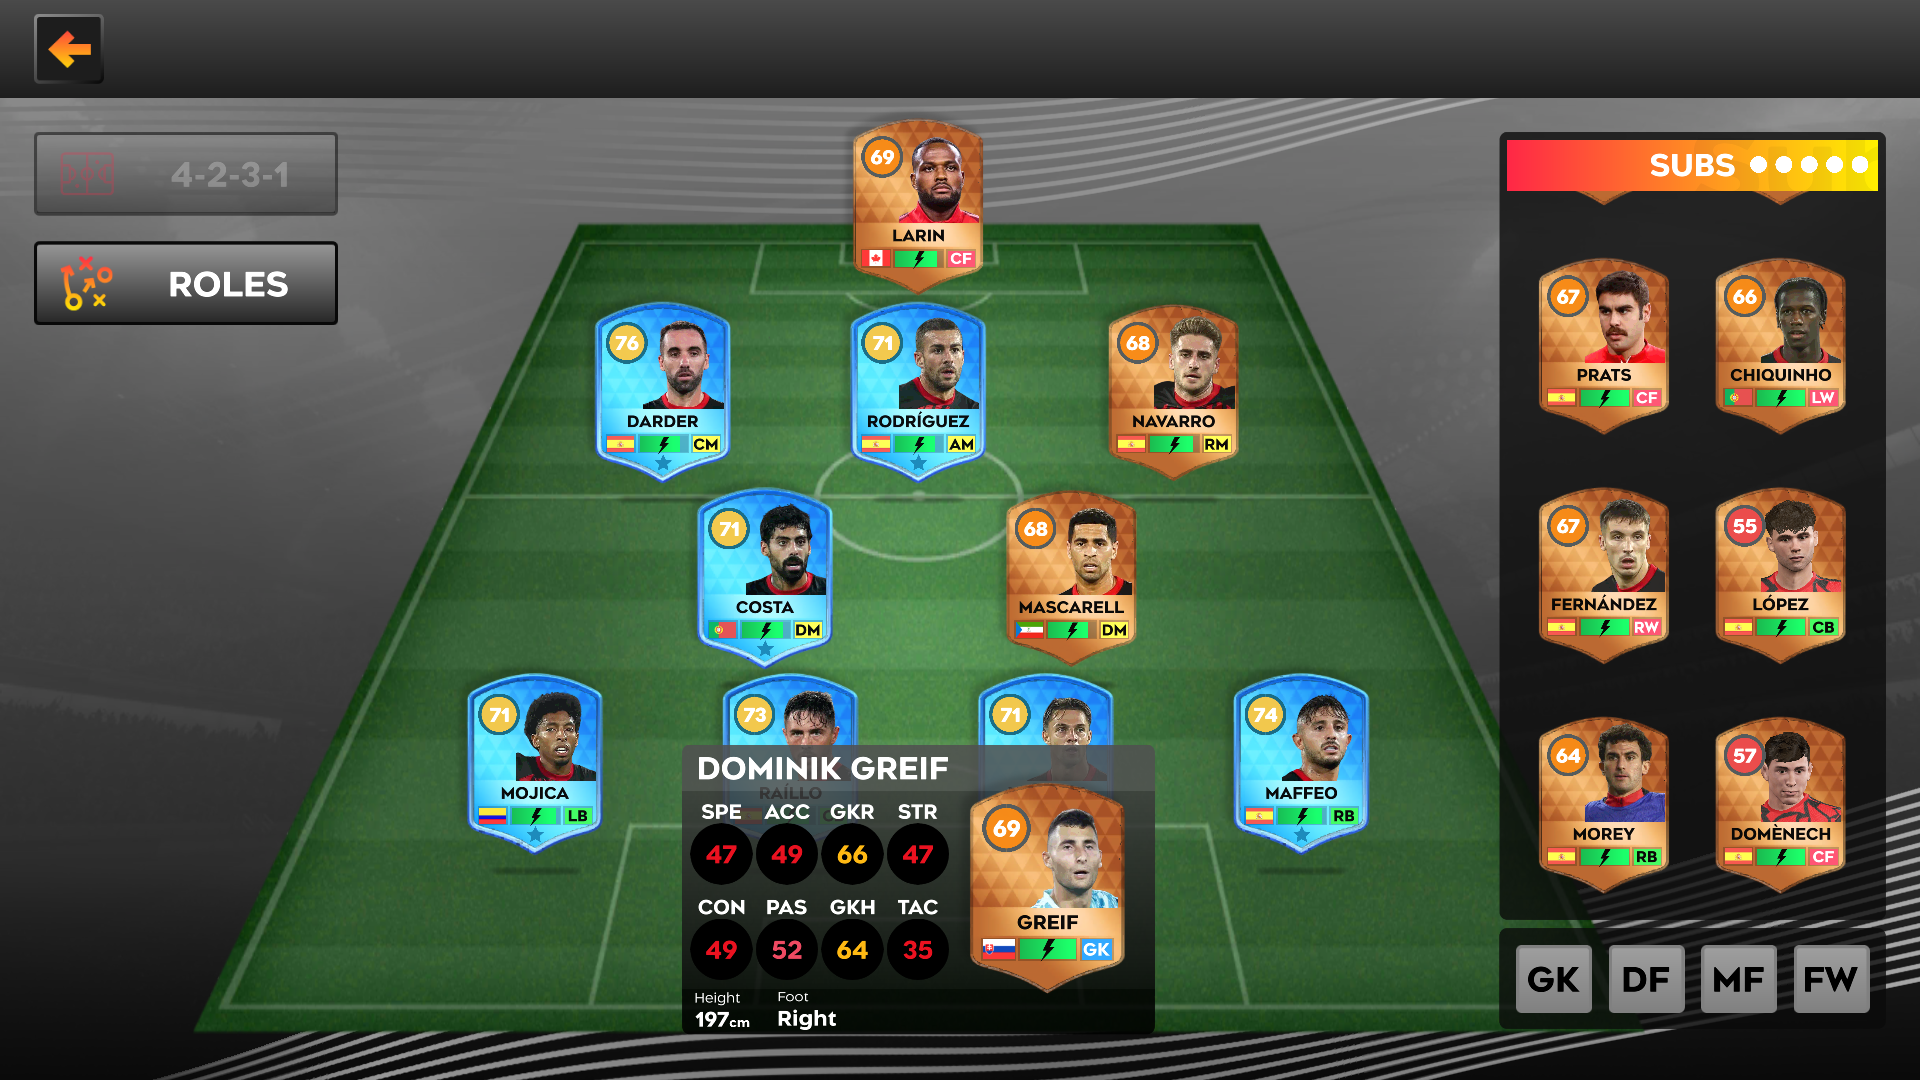 4-2-3-1
ROLES
69
LARIN
CF
76
DARDER
CM
71
RODRÍGUEZ
AM
68
NAVARRO
RM
71
COSTA
DM
68
MASCARELL
DM
71
MOJICA
LB
73
RAÍLLO
71
74
MAFFEO
RB
DOMINIK GREIF
SPE ACC GKR STR
47 49 66 47
CON PAS GKH TAC
49 52 64 35
Height Foot
197cm Right
69
GREIF
GK
SUBS
67
PRATS
CF
66
CHIQUINHO
LW
67
FERNÁNDEZ
RW
55
LÓPEZ
CB
64
MOREY
RB
57
DOMÈNECH
CF
GK DF MF FW